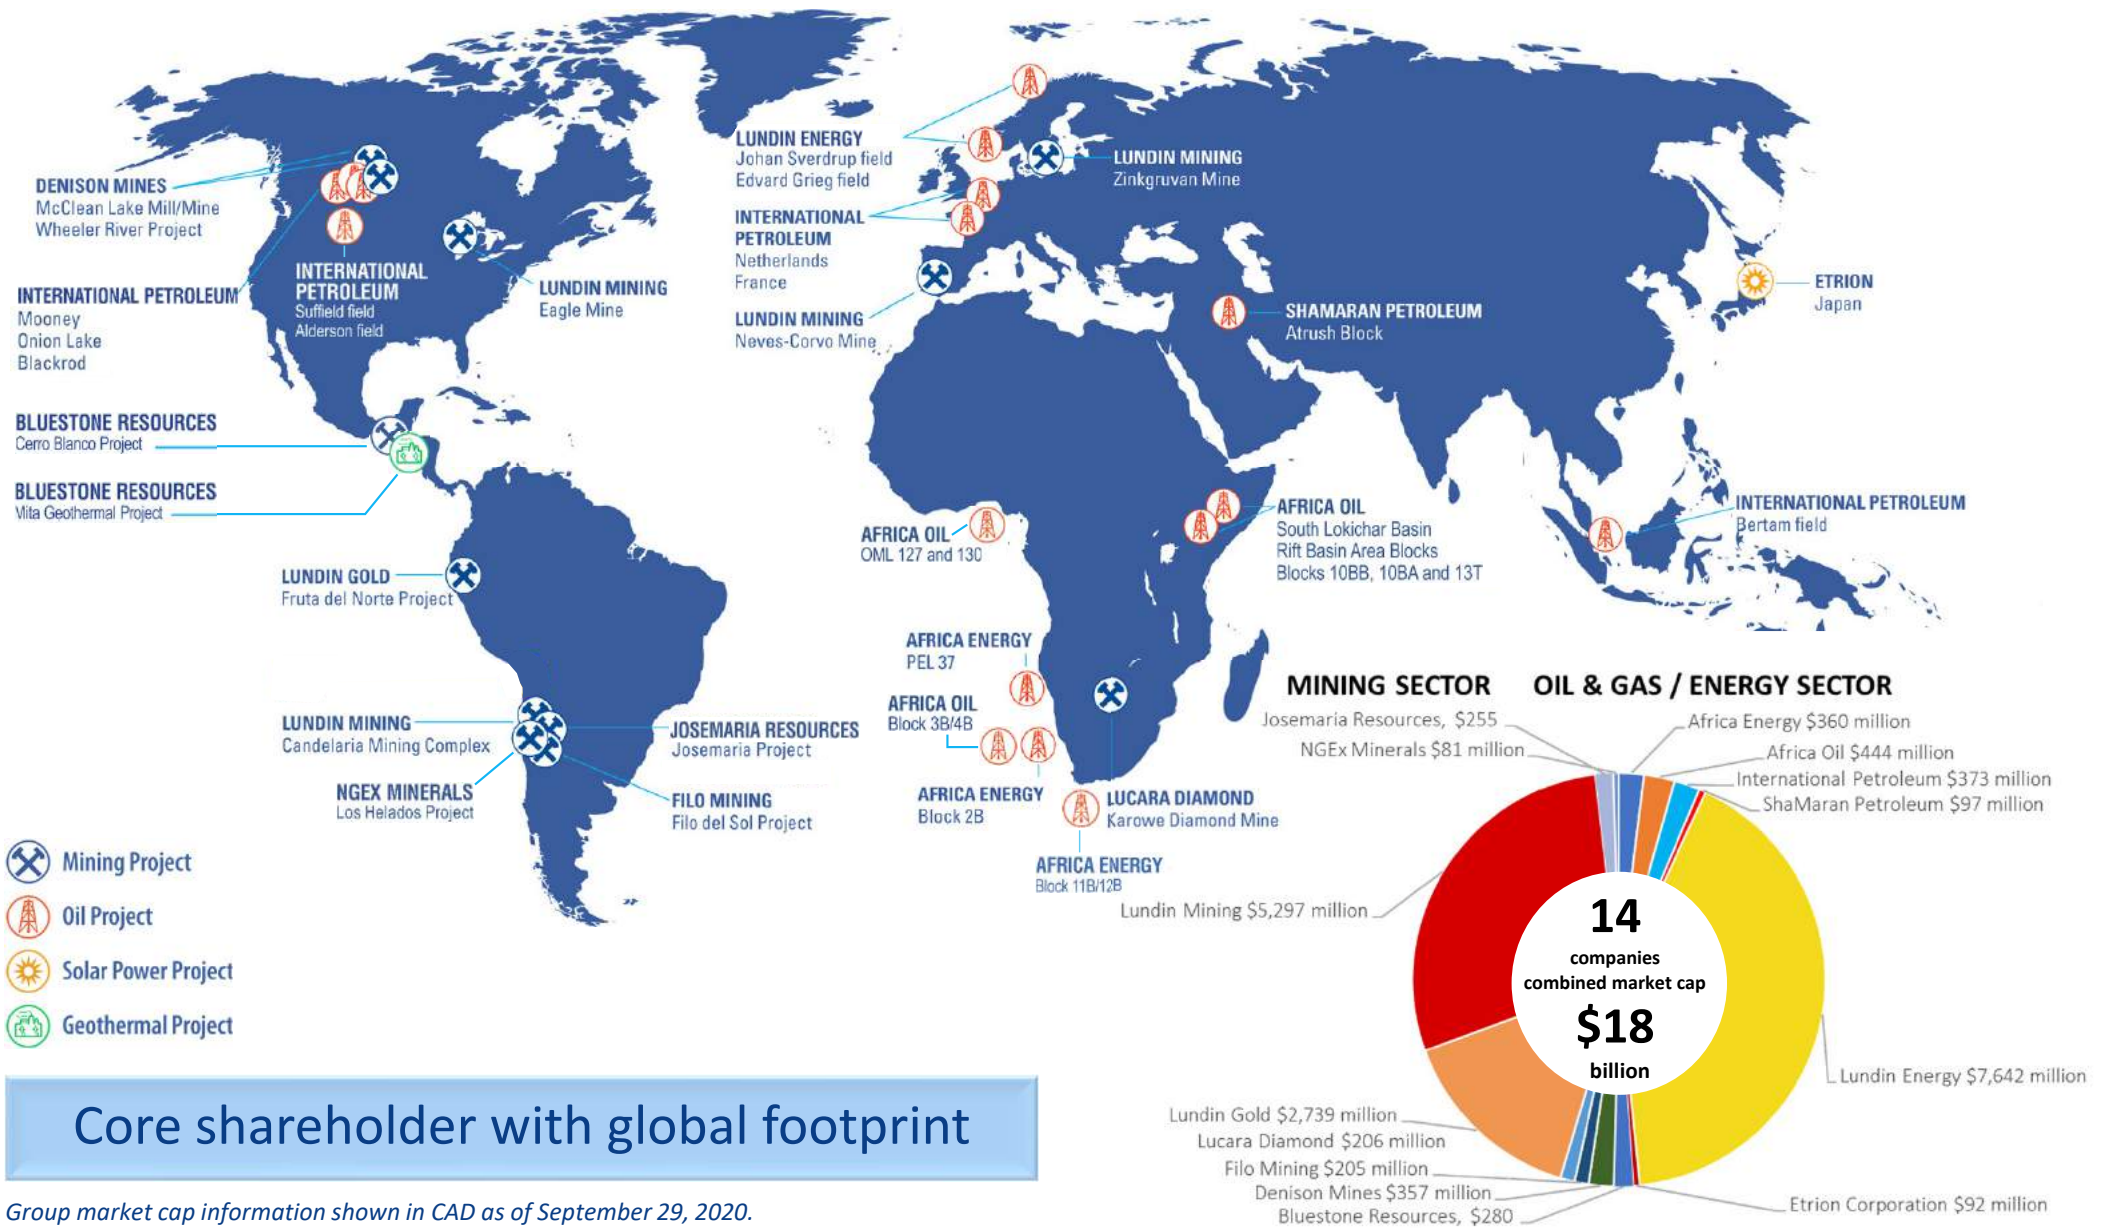 DENISON MINES
McClean Lake Mill/Mine
Wheeler River Project
INTERNATIONAL PETROLEUM
Mooney
Onion Lake
Blackrod
INTERNATIONAL
PETROLEUM
Suffield field
Alderson field
LUNDIN MINING
Eagle Mine
BLUESTONE RESOURCES
Cerro Blanco Project
BLUESTONE RESOURCES
Mita Geothermal Project
LUNDIN GOLD
Fruta del Norte Project
LUNDIN MINING
Candelaria Mining Complex
NGEX MINERALS
Los Helados Project
JOSEMARIA RESOURCES
Josemaria Project
FILO MINING
Filo del Sol Project
LUNDIN ENERGY
Johan Sverdrup field
Edvard Grieg field
INTERNATIONAL
PETROLEUM
Netherlands
France
LUNDIN MINING
Neves-Corvo Mine
LUNDIN MINING
Zinkgruvan Mine
SHAMARAN PETROLEUM
Atrush Block
ETRION
Japan
AFRICA OIL
OML 127 and 130
AFRICA OIL
South Lokichar Basin
Rift Basin Area Blocks
Blocks 10BB, 10BA and 13T
INTERNATIONAL PETROLEUM
Bertam field
AFRICA ENERGY
PEL 37
AFRICA OIL
Block 3B/4B
AFRICA ENERGY
Block 2B
LUCARA DIAMOND
Karowe Diamond Mine
AFRICA ENERGY
Block 11B/12B
Mining Project
Oil Project
Solar Power Project
Geothermal Project
MINING SECTOR
OIL & GAS / ENERGY SECTOR
Josemaria Resources, $255
NGEx Minerals $81 million
Africa Energy $360 million
Africa Oil $444 million
International Petroleum $373 million
ShaMaran Petroleum $97 million
Lundin Mining $5,297 million
14
companies
combined market cap
$18
billion
Lundin Energy $7,642 million
Lundin Gold $2,739 million
Lucara Diamond $206 million
Filo Mining $205 million
Denison Mines $357 million
Bluestone Resources, $280
Etrion Corporation $92 million
Core shareholder with global footprint
Group market cap information shown in CAD as of September 29, 2020.